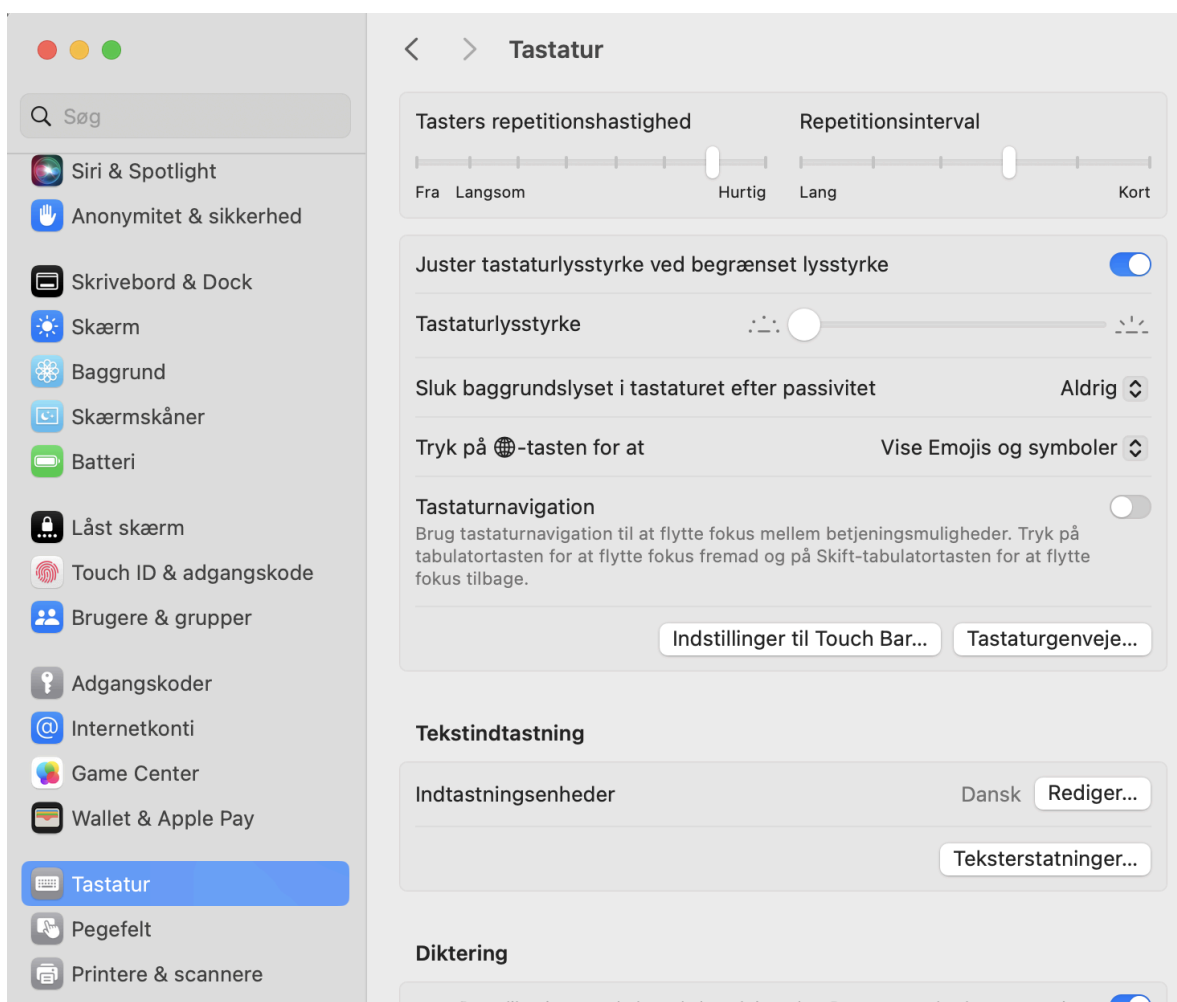 Tastatur
Søg
Siri & Spotlight
Anonymitet & sikkerhed
Skrivebord & Dock
Skærm
Baggrund
Skærmskåner
Batteri
Låst skærm
Touch ID & adgangskode
Brugere & grupper
Adgangskoder
Internetkonti
Game Center
Wallet & Apple Pay
Tastatur
Pegefelt
Printere & scannere
Tasters repetitionshastighed
Fra Langsom Hurtig
Repetitionsinterval
Lang Kort
Juster tastaturlysstyrke ved begrænset lysstyrke
Tastaturlysstyrke
Sluk baggrundslyset i tastaturet efter passivitet Aldrig
Tryk på 🌐-tasten for at Vise Emojis og symboler
Tastaturnavigation
Brug tastaturnavigation til at flytte fokus mellem betjeningsmuligheder. Tryk på
tabulatortasten for at flytte fokus fremad og på Skift-tabulatortasten for at flytte
fokus tilbage.
Indstillinger til Touch Bar... Tastaturgenveje...
Tekstindtastning
Indtastningsenheder Dansk Rediger...
Teksterstatninger...
Diktering